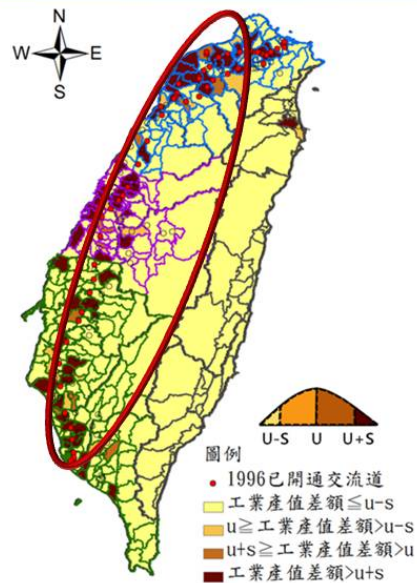 N
W E
S
U-S U U+S
圖例
1996已開通交流道
工業產值差額≦u-s
u≧工業產值差額>u-s
u+s≧工業產值差額>u
工業產值差額>u+s